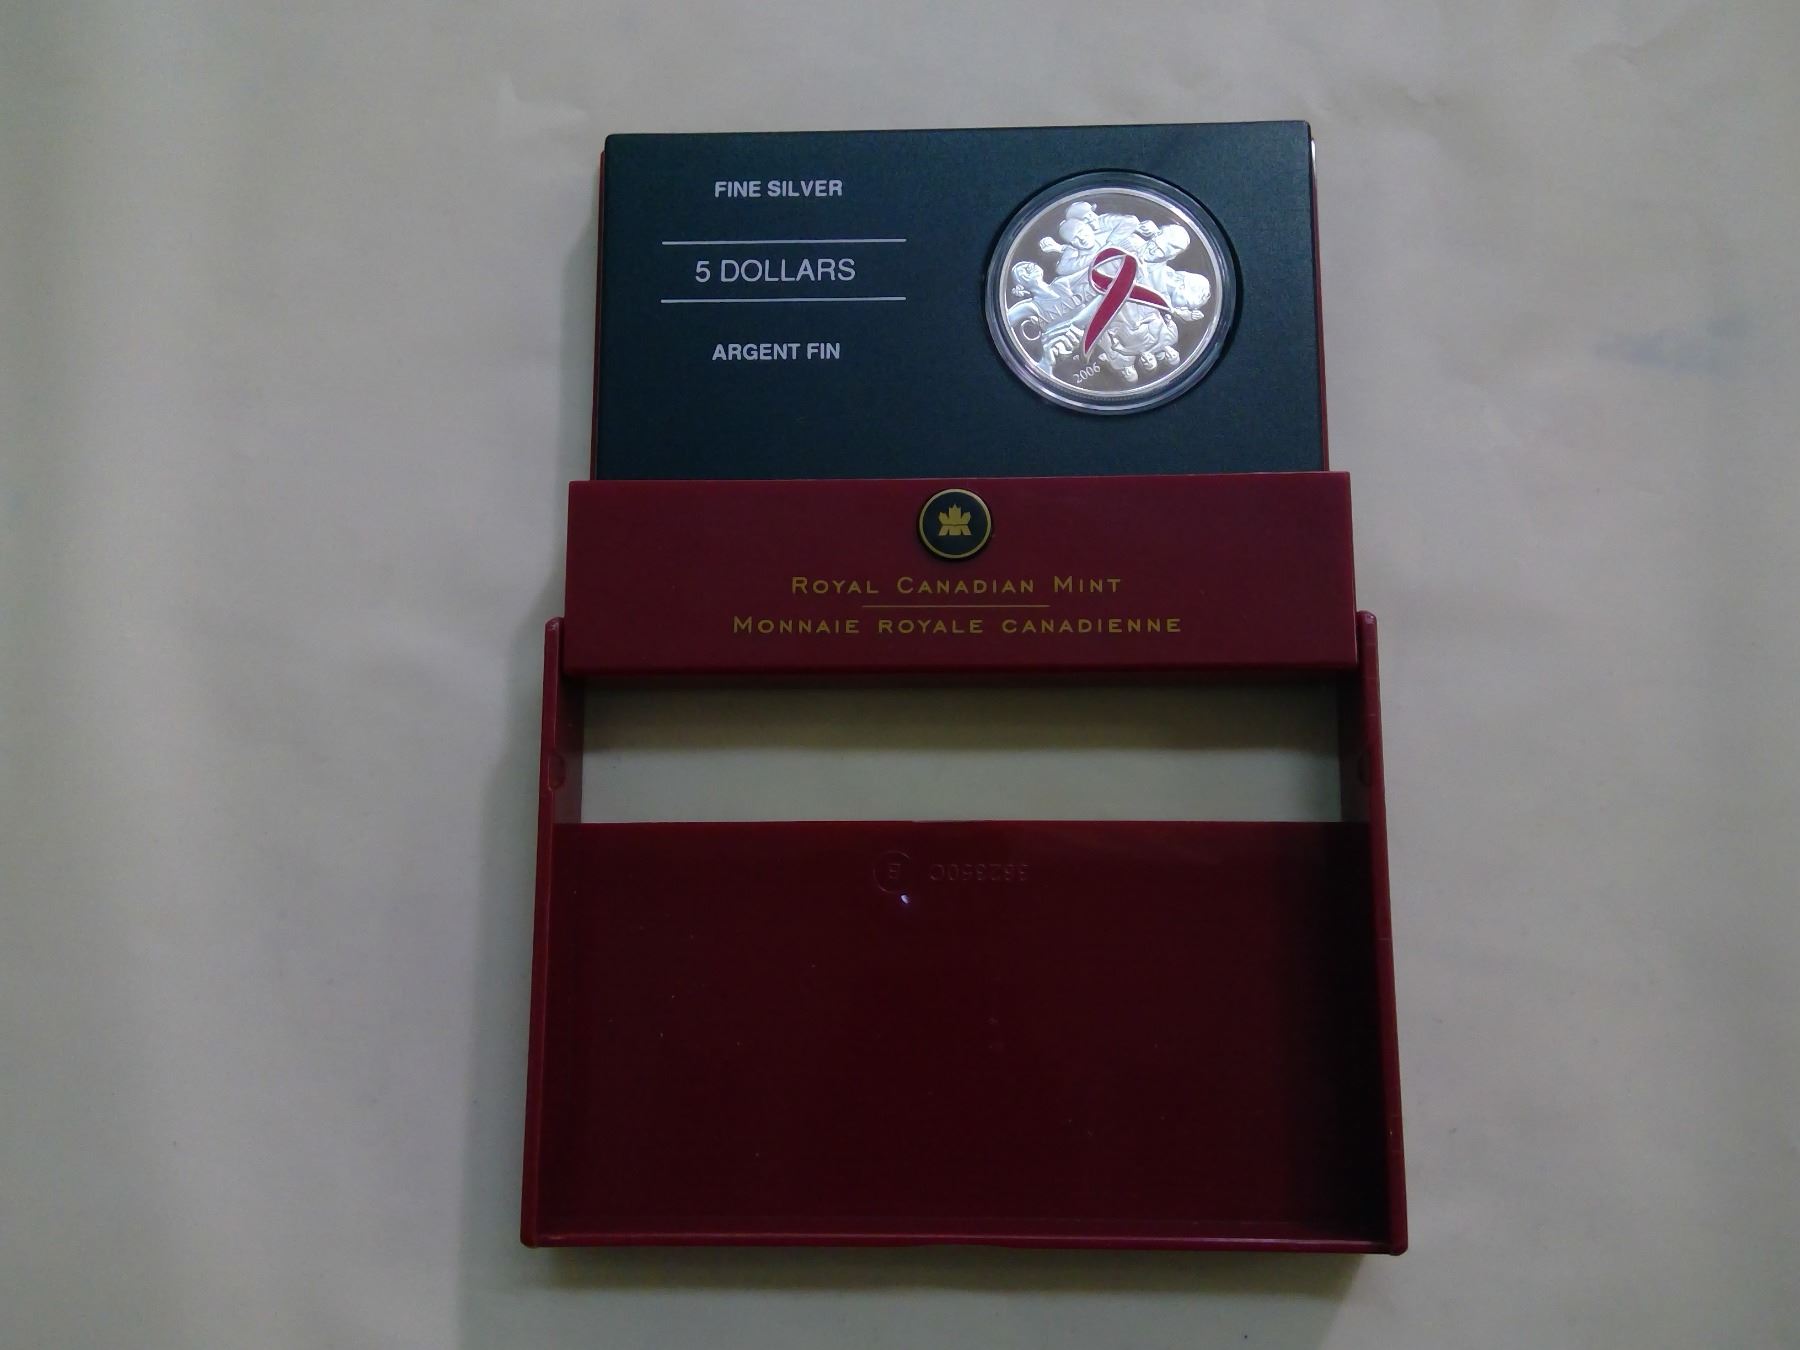 FINE SILVER
5 DOLLARS
ARGENT FIN
CANADA
2006
ROYAL CANADIAN MINT
MONNAIE ROYALE CANADIENNE